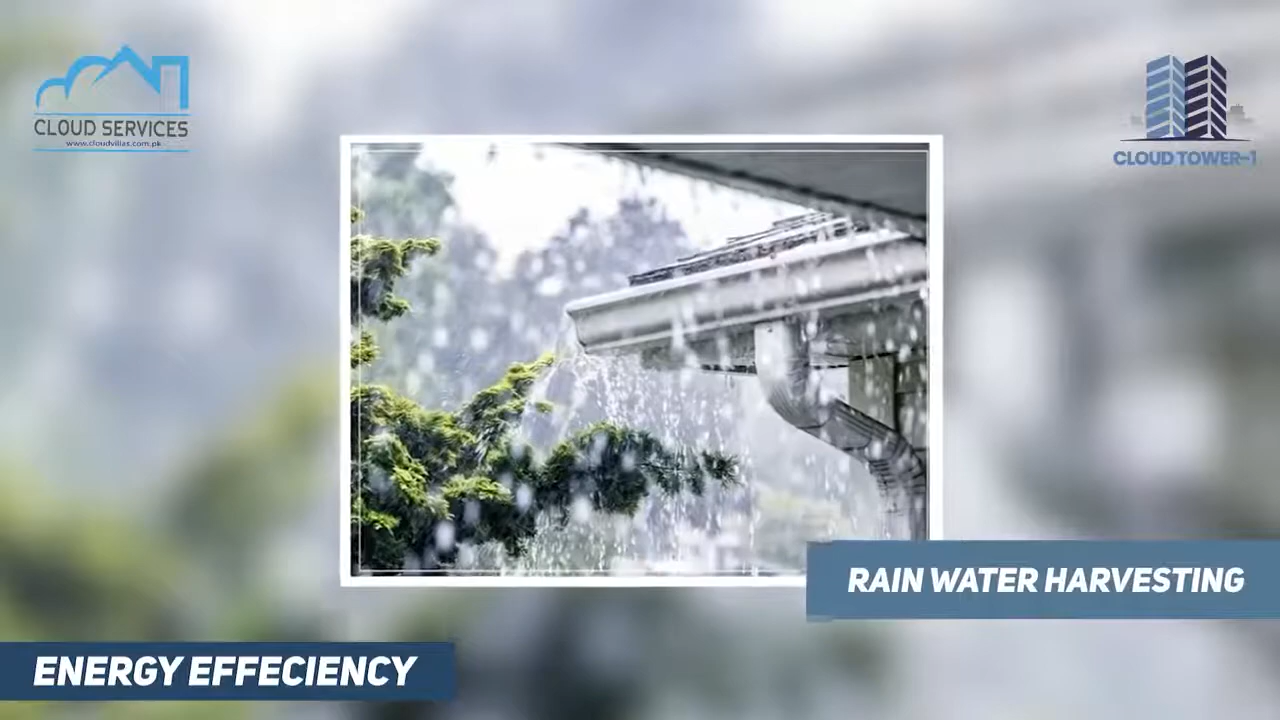 CLOUD SERVICES
www.cloudvillas.com.pk
CLOUD TOWER-1
RAIN WATER HARVESTING
ENERGY EFFECIENCY